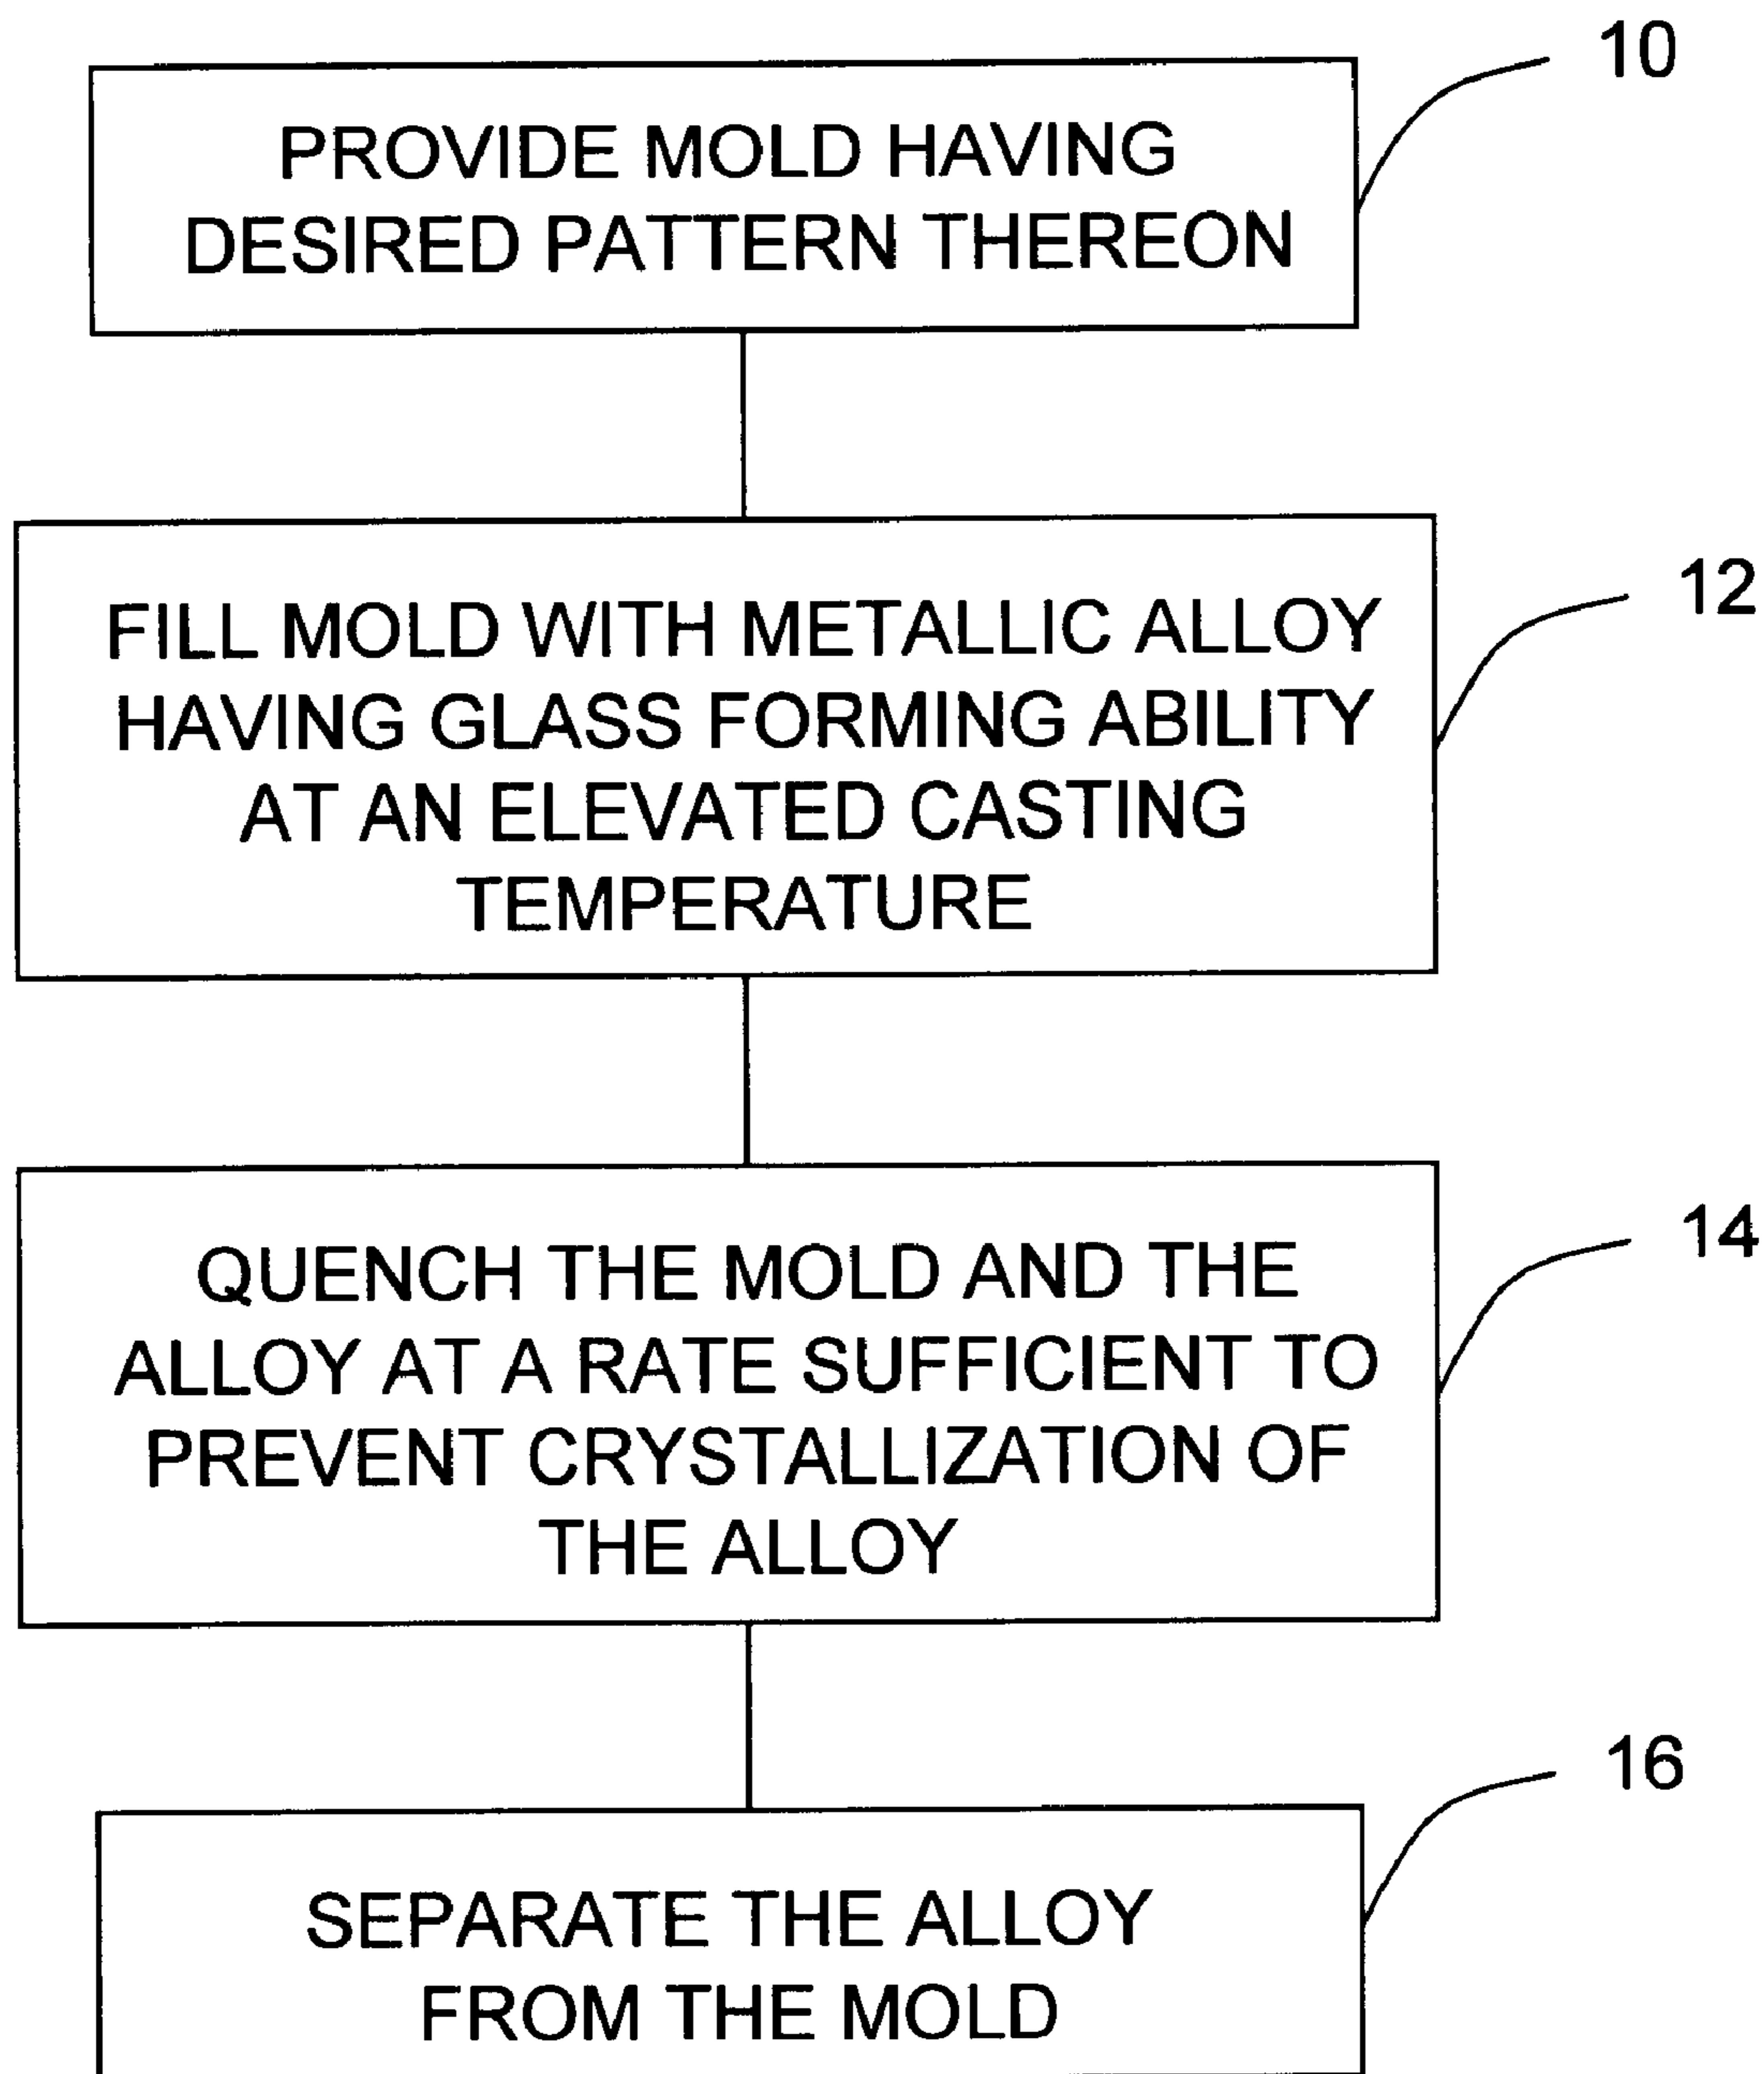 10
PROVIDE MOLD HAVING
DESIRED PATTERN THEREON
12
FILL MOLD WITH METALLIC ALLOY
HAVING GLASS FORMING ABILITY
AT AN ELEVATED CASTING
TEMPERATURE
14
QUENCH THE MOLD AND THE
ALLOY AT A RATE SUFFICIENT TO
PREVENT CRYSTALLIZATION OF
THE ALLOY
16
SEPARATE THE ALLOY
FROM THE MOLD